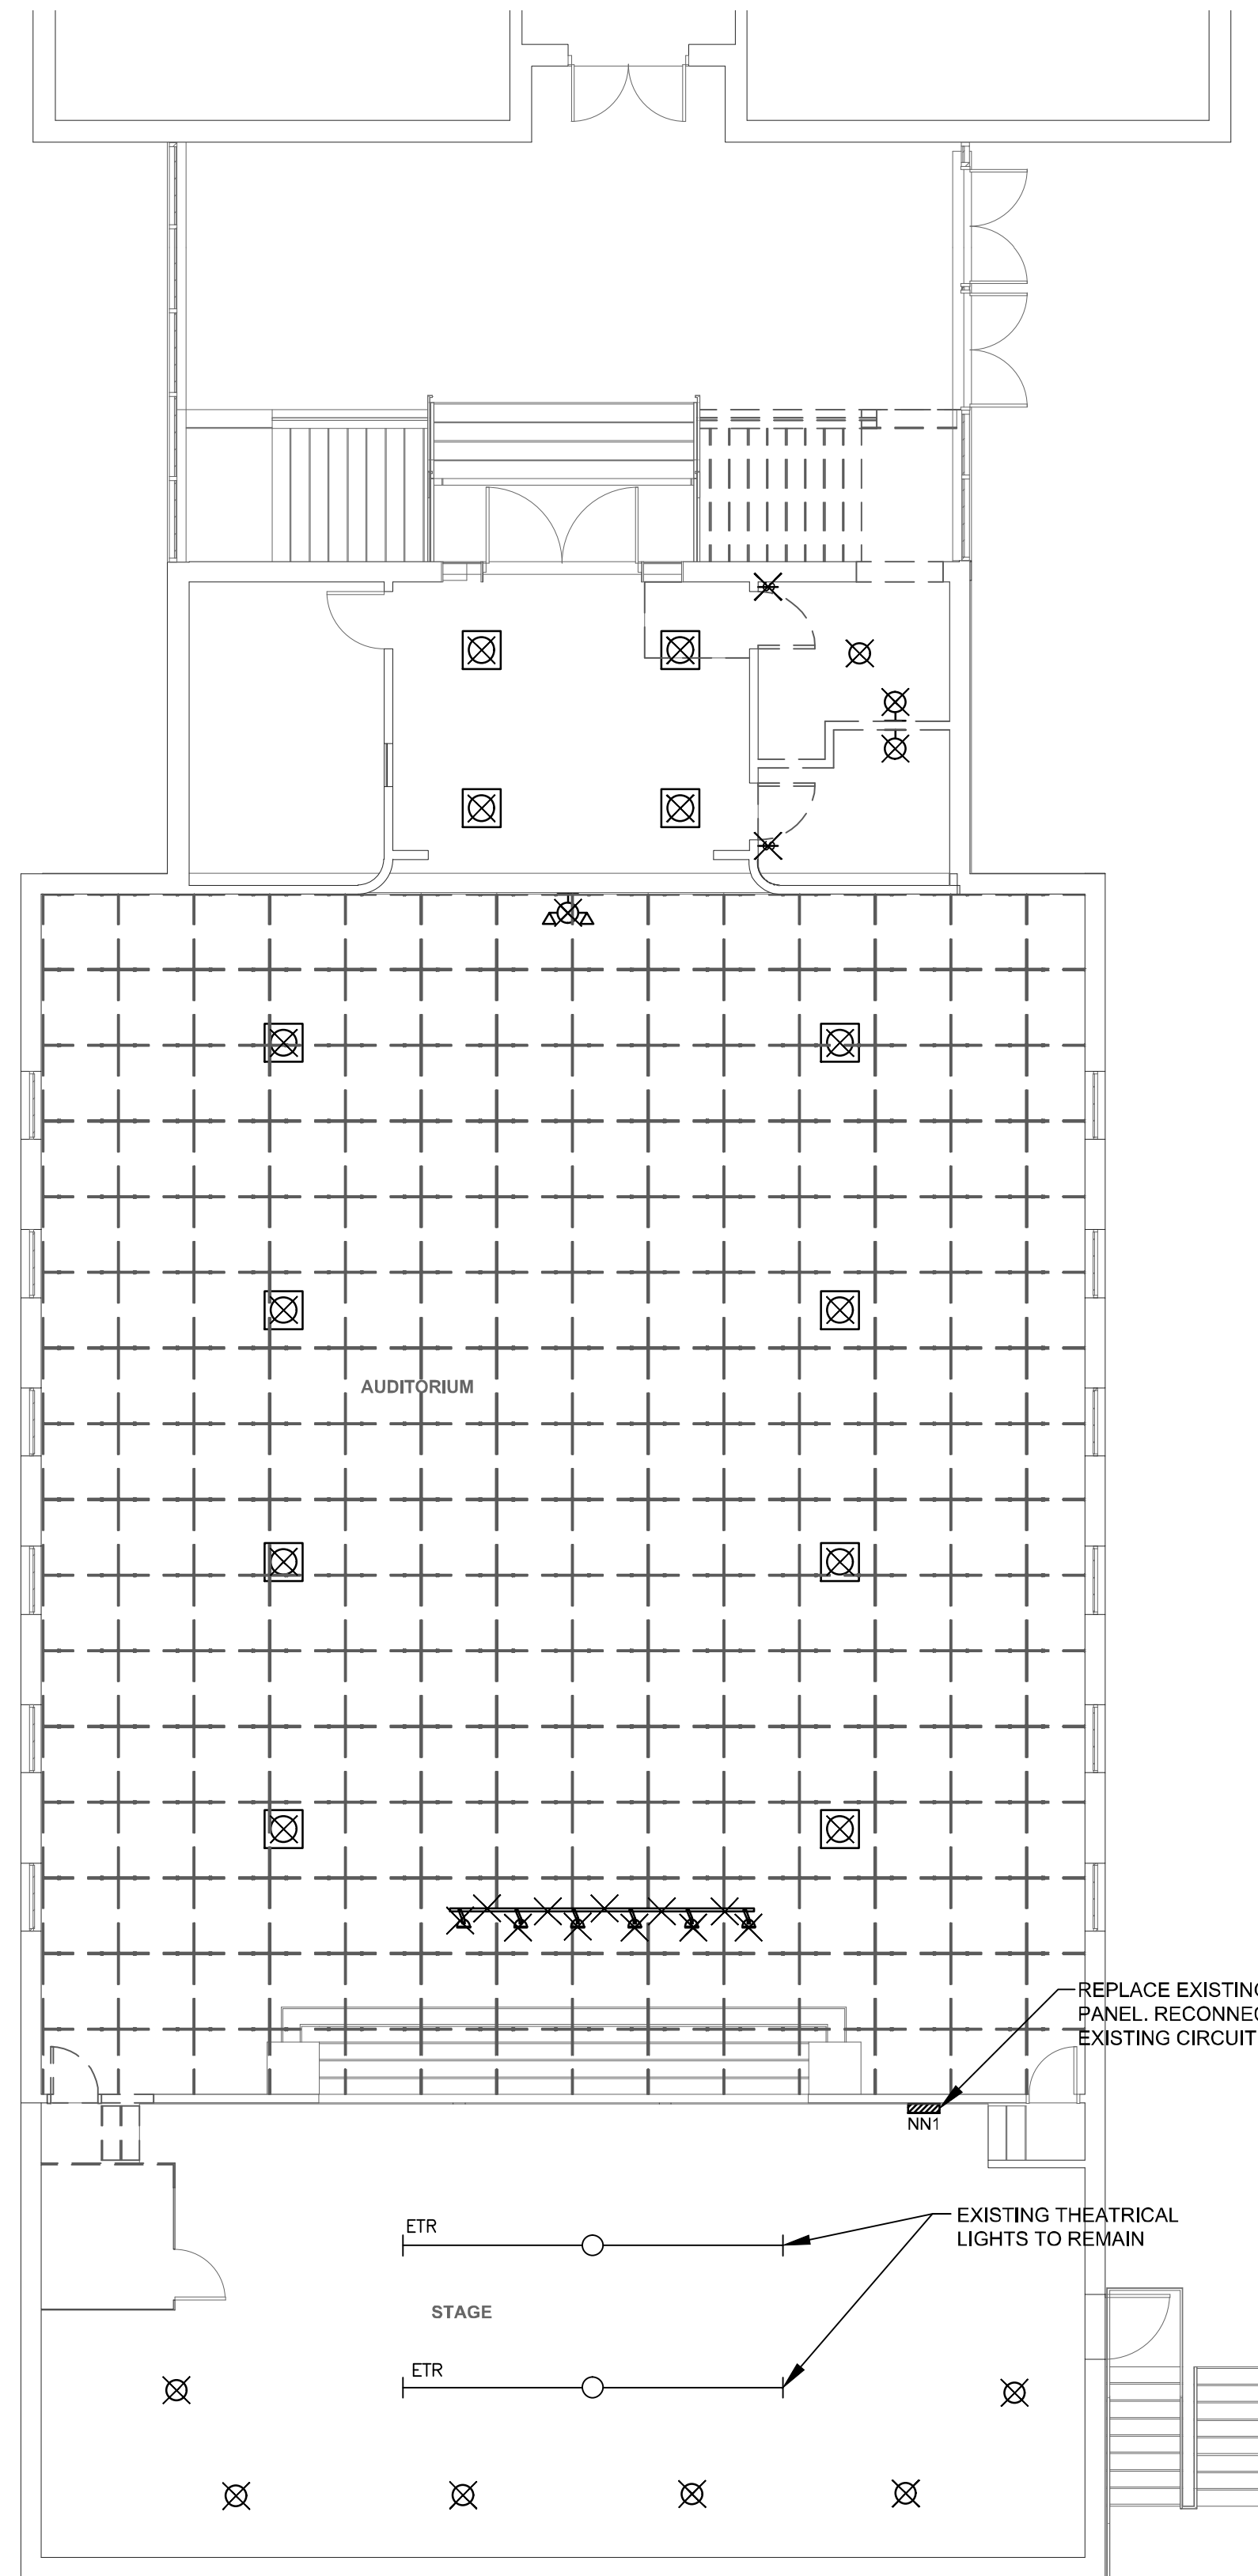 AUDITORIUM
REPLACE EXISTING
PANEL. RECONNEC
EXISTING CIRCUIT
NN1
ETR
EXISTING THEATRICAL
LIGHTS TO REMAIN
STAGE
ETR